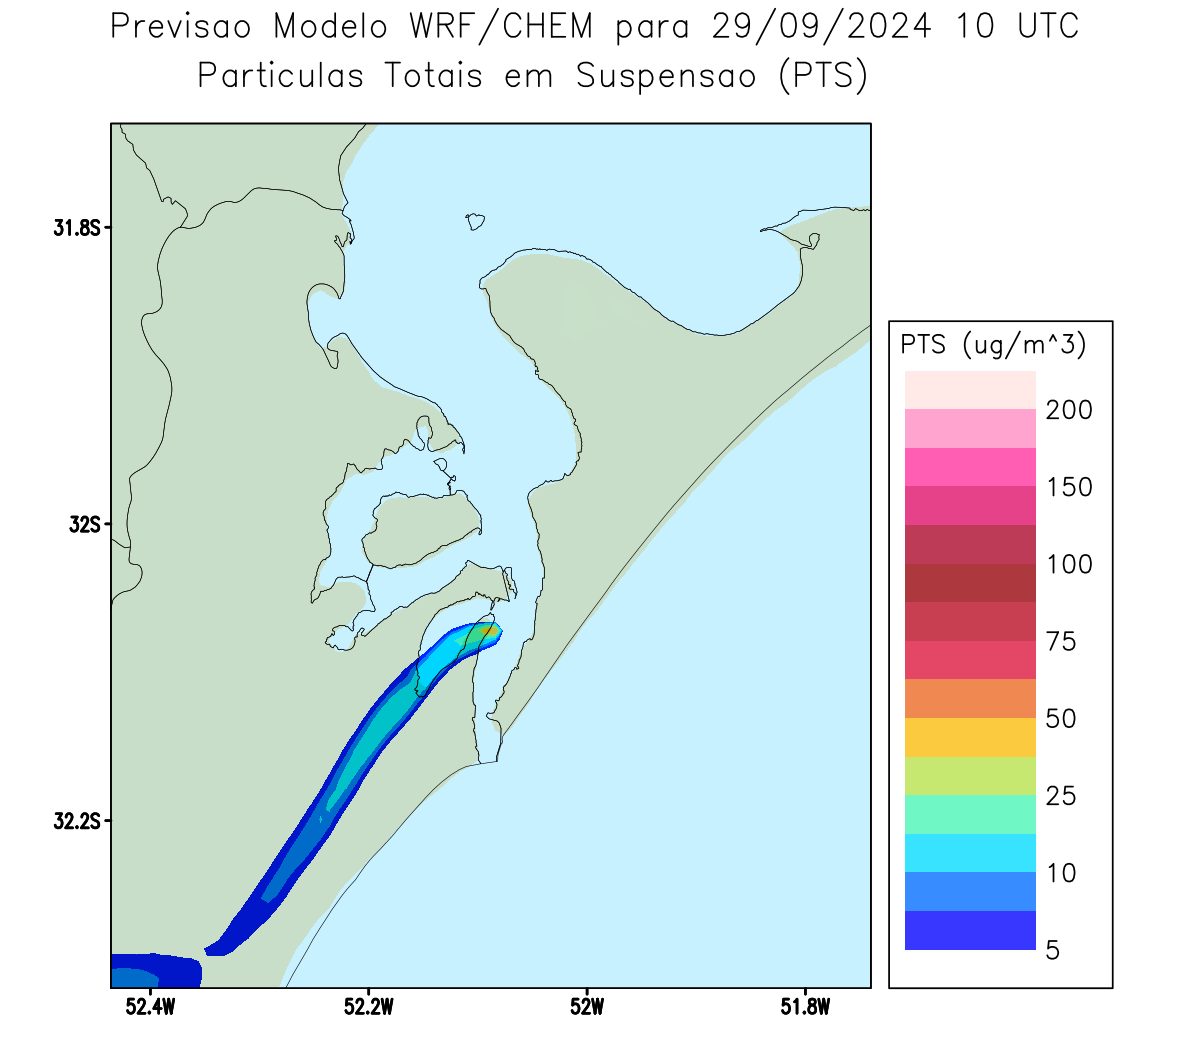 Previsao Modelo WRF/CHEM para 29/09/2024 10 UTC
Particulas Totais em Suspensao (PTS)
31.8S
32S
32.2S
52.4W
52.2W
52W
51.8W
PTS (ug/m^3)
200
150
100
75
50
25
10
5